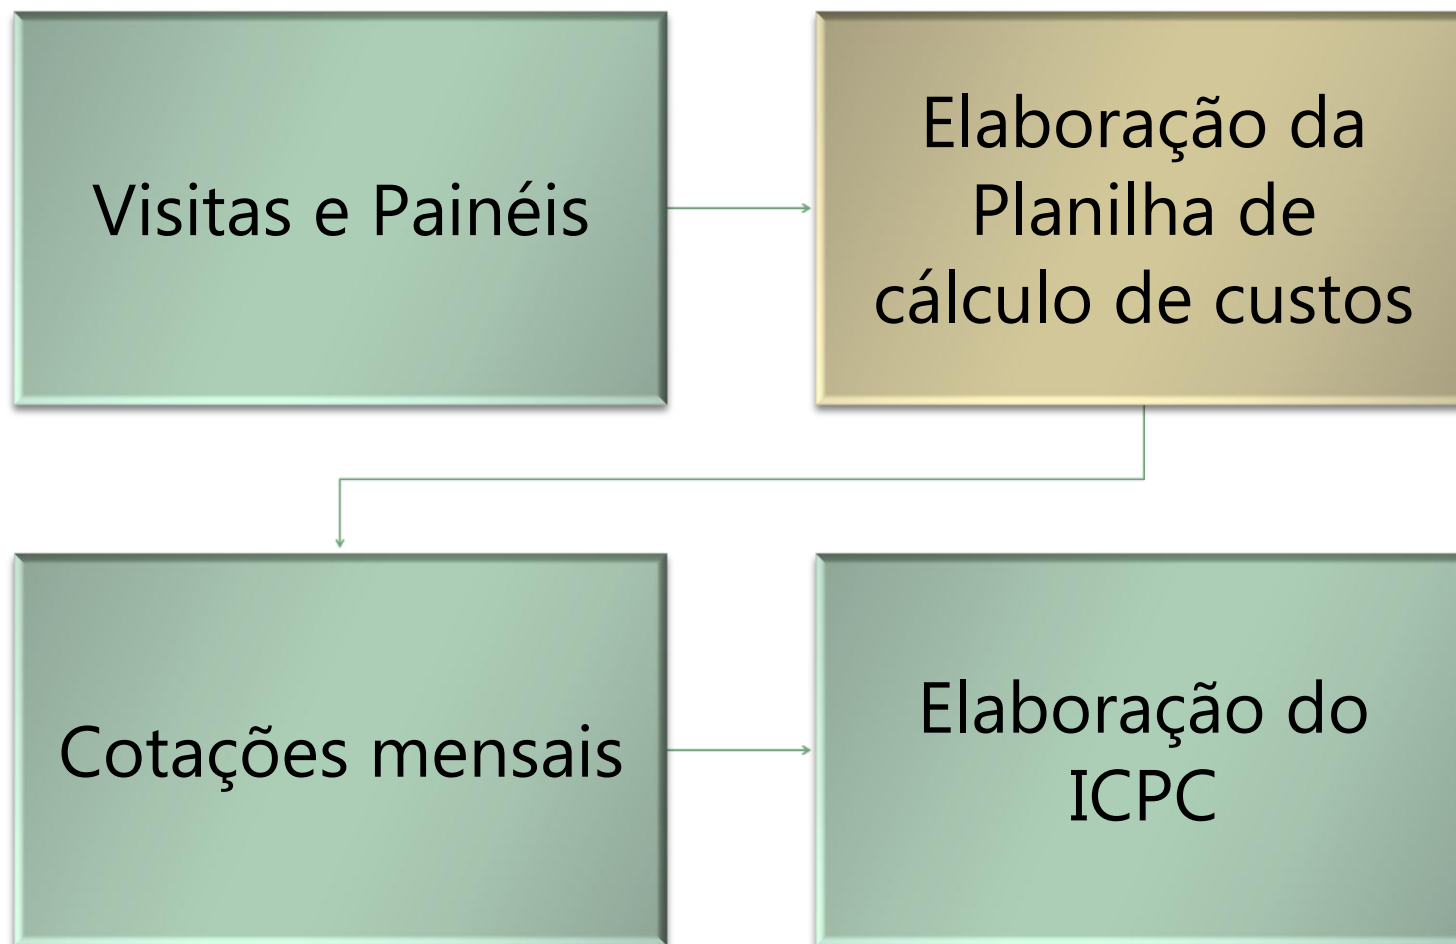 Visitas e Painéis
Elaboração da
Planilha de
cálculo de custos
Cotações mensais
Elaboração do
ICPC